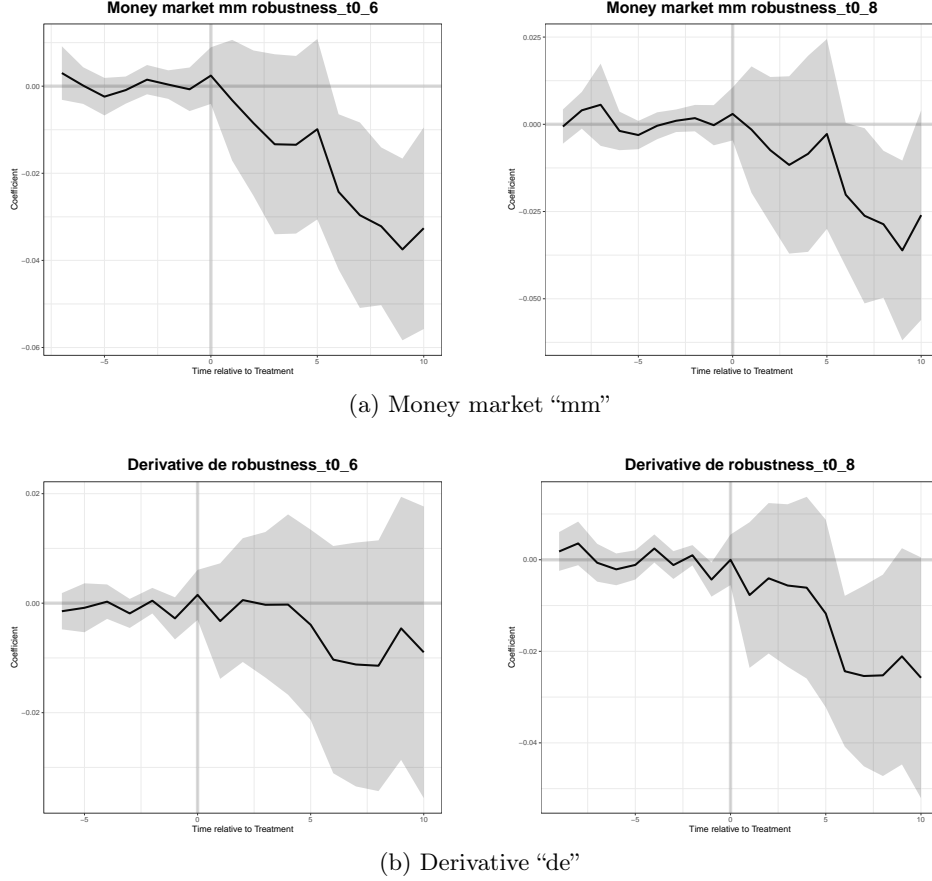 Money market mm robustness_t0_6
Money market mm robustness_t0_8
Coefficient
0.00
−0.02
−0.04
−0.06
−5
0
5
10
Time relative to Treatment
Coefficient
0.025
0.000
−0.025
−0.050
−5
0
5
10
Time relative to Treatment
(a) Money market “mm”
Derivative de robustness_t0_6
Derivative de robustness_t0_8
Coefficient
0.02
0.00
−0.02
−5
0
5
10
Time relative to Treatment
Coefficient
0.00
−0.02
−0.04
−5
0
5
10
Time relative to Treatment
(b) Derivative “de”